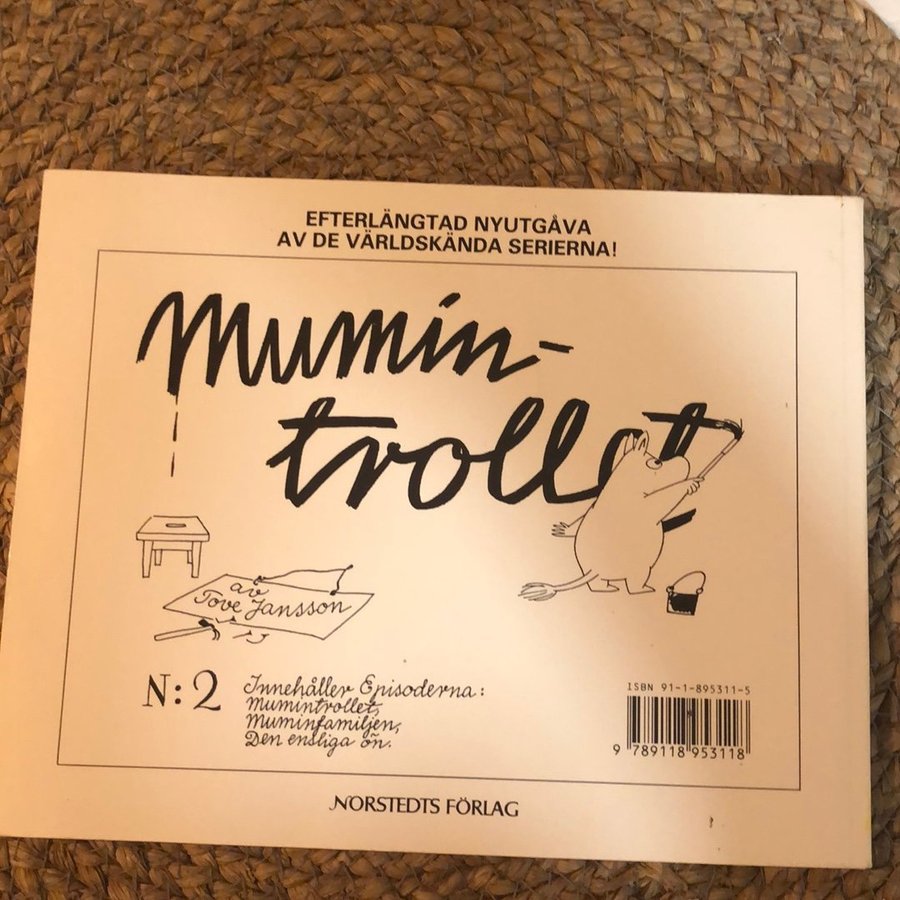 EFTERLÄNGTAD NYUTGÅVA
AV DE VÄRLDSKÄNDA SERIERNA!
Mumin-
trollet
av
Tove Jansson
N:2
Innehåller Episoderna:
Mumintrollet,
Muminfamiljen,
Den ensliga ön.
ISBN 91-1-895311-5
9 789118 953118
NORSTEDTS FÖRLAG